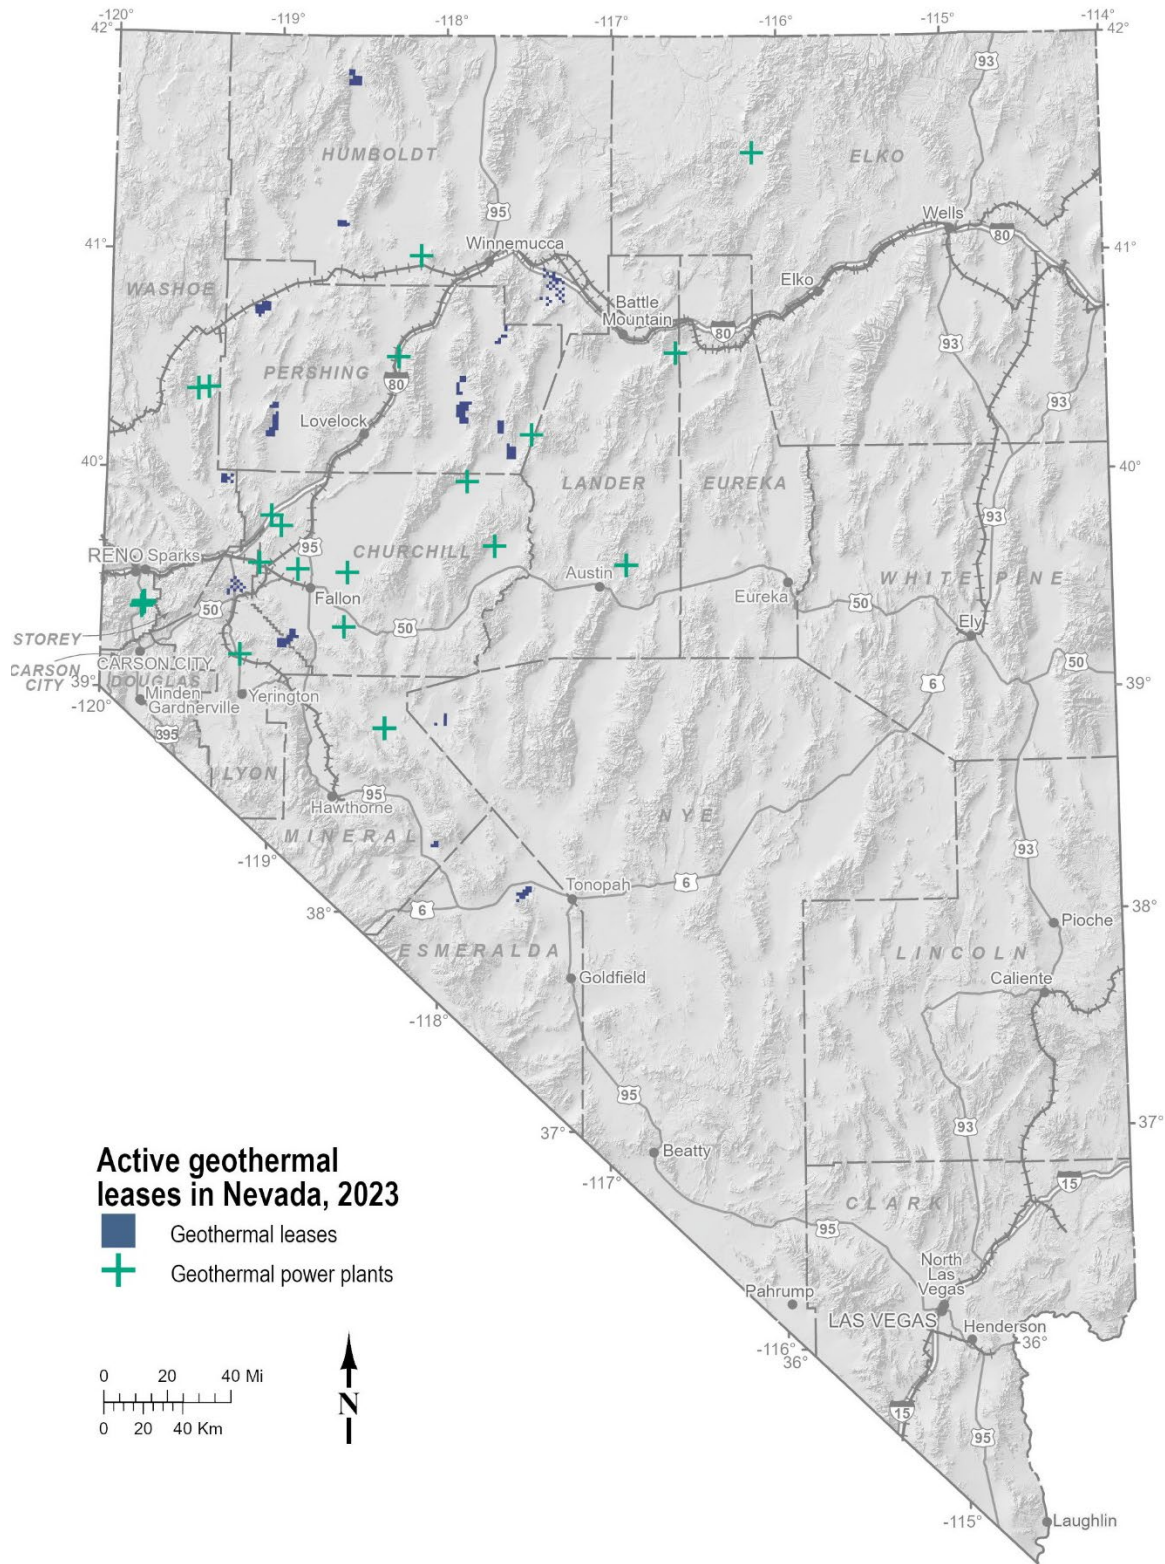 -120°
-119°
-118°
-117°
-116°
-115°
-114°
42°
42°
93
HUMBOLDT
ELKO
95
Wells
Winnemucca
80
41°
41°
WASHOE
Elko
Battle
Mountain
80
93
PERSHING
80
93
Lovelock
40°
40°
LANDER
EUREKA
93
95
CHURCHILL
RENO
Sparks
Austin
Eureka
WHITE PINE
50
Fallon
50
50
Ely
STOREY
CARSON CITY
CARSON
CITY
DOUGLAS
50
39°
-120°
Minden
Gardnerville
Yerington
6
39°
395
LYON
95
Hawthorne
NYE
MINERAL
93
-119°
Tonopah
6
38°
6
38°
Pioche
ESMERALDA
LINCOLN
Goldfield
Caliente
-118°
95
37°
93
37°
Active geothermal
leases in Nevada, 2023
Geothermal leases
Geothermal power plants
Beatty
-117°
15
CLARK
95
North
Las
Vegas
Pahrump
LAS VEGAS
Henderson
-116°
36°
36°
0 20 40 Mi
0 20 40 Km
N
15
95
-115°
Laughlin